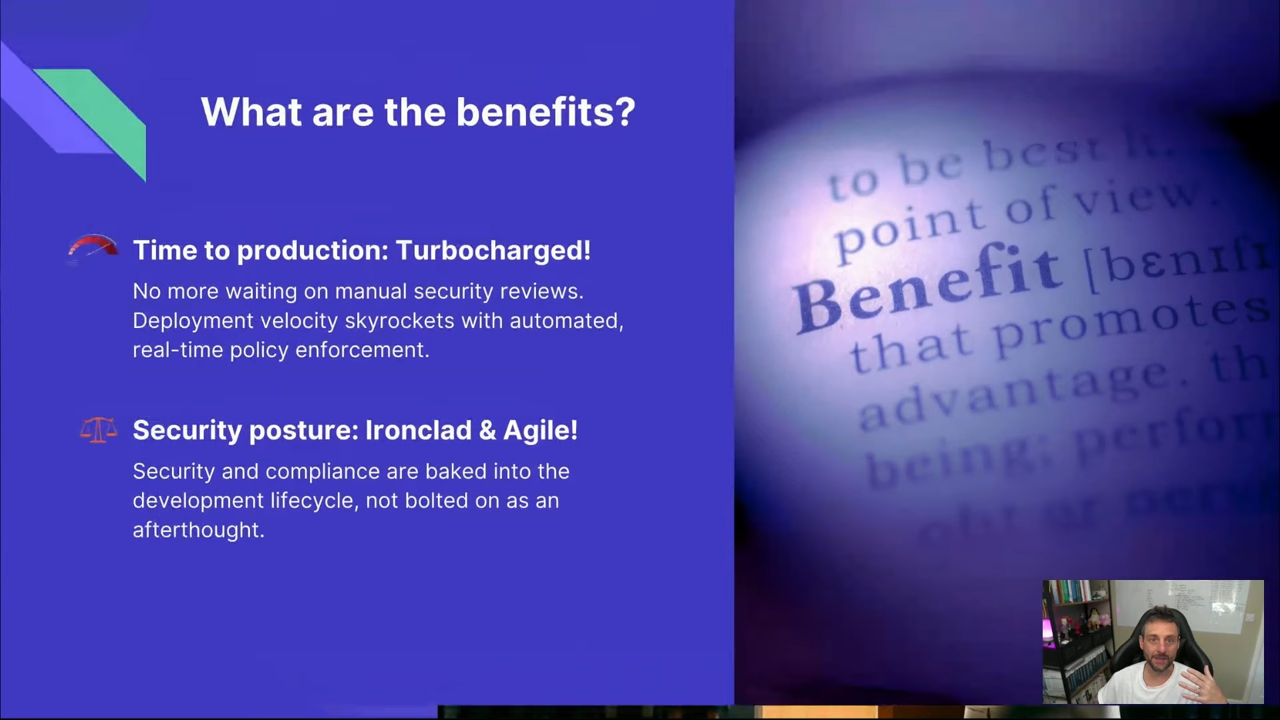 What are the benefits?
Time to production: Turbocharged!
No more waiting on manual security reviews.
Deployment velocity skyrockets with automated,
real-time policy enforcement.
Security posture: Ironclad & Agile!
Security and compliance are baked into the
development lifecycle, not bolted on as an
afterthought.
to be best
point of view.
Benefit
that promotes
advantage. th
being; perfor